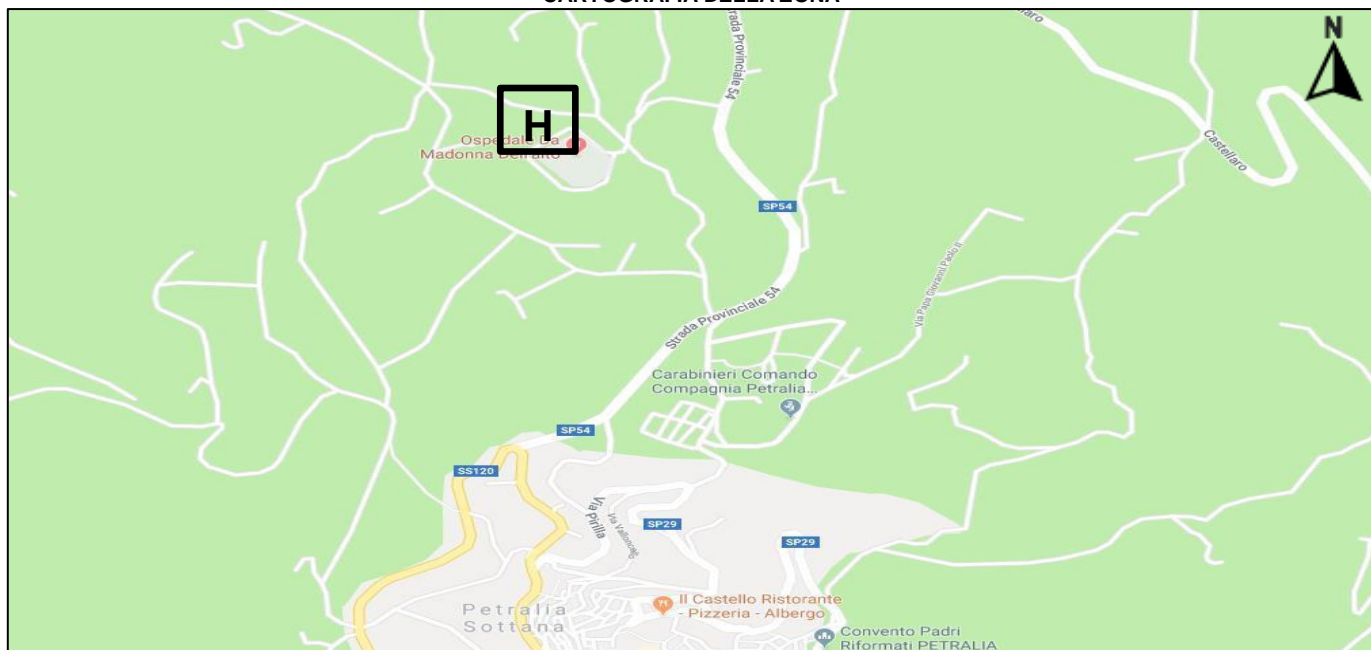 CARTOGRAFIA DELLA ZONA
N
Strada Provinciale 54
Castellaro
H
Ospedale Da
Madonna Dell'alto
SP54
Via Papa Giovanni Paolo II
Strada Provinciale 54
Carabinieri Comando
Compagnia Petralia...
SP54
SS120
Via Pirilla
SP29
SP29
Il Castello Ristorante
- Pizzeria - Albergo
Petralia
Sottana
Convento Padri
Riformati PETRALIA